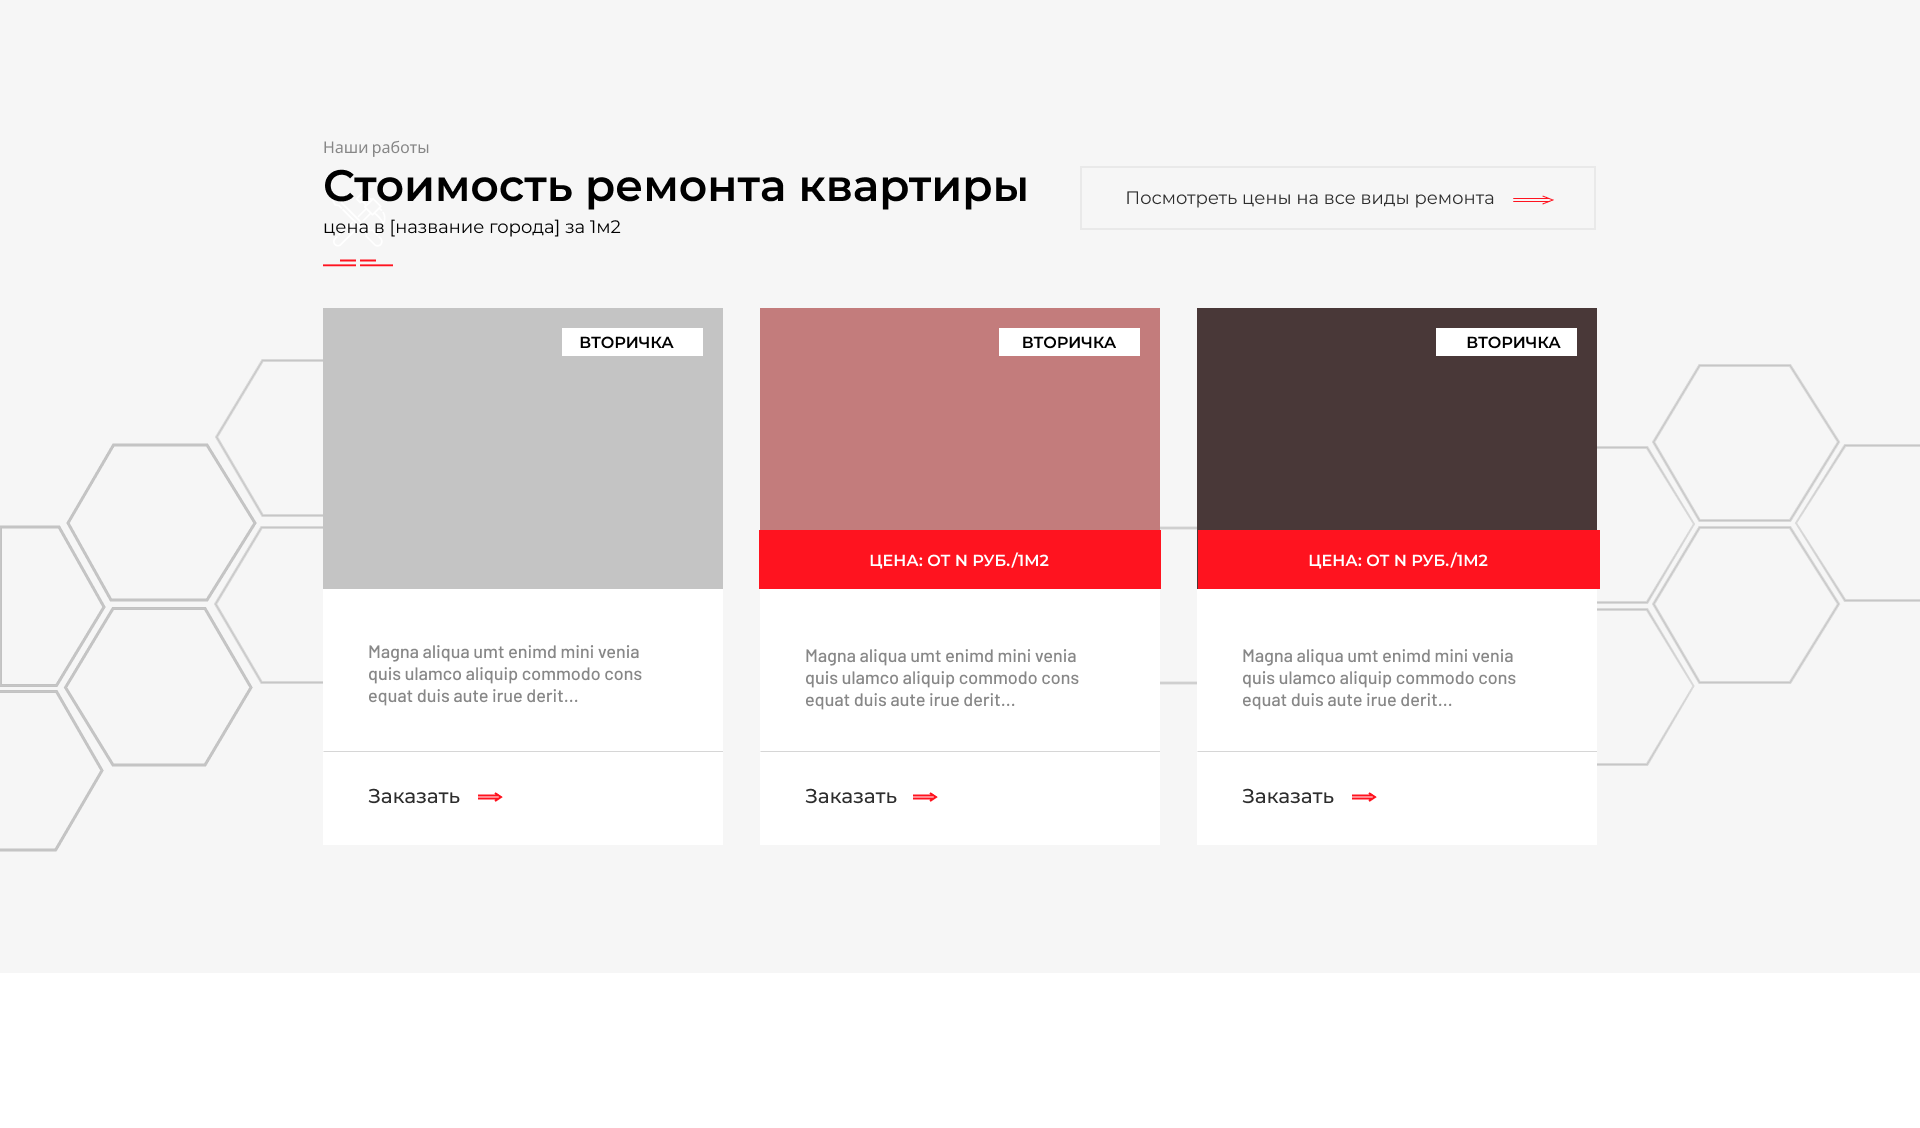 Наши работы
Стоимость ремонта квартиры
цена в [название города] за 1м2
Посмотреть цены на все виды ремонта
ВТОРИЧКА
ВТОРИЧКА
ВТОРИЧКА
ЦЕНА: ОТ N РУБ./1М2
ЦЕНА: ОТ N РУБ./1М2
Magna aliqua umt enimd mini venia
quis ulamco aliquip commodo cons
equat duis aute irue derit...
Magna aliqua umt enimd mini venia
quis ulamco aliquip commodo cons
equat duis aute irue derit...
Magna aliqua umt enimd mini venia
quis ulamco aliquip commodo cons
equat duis aute irue derit...
Заказать
Заказать
Заказать